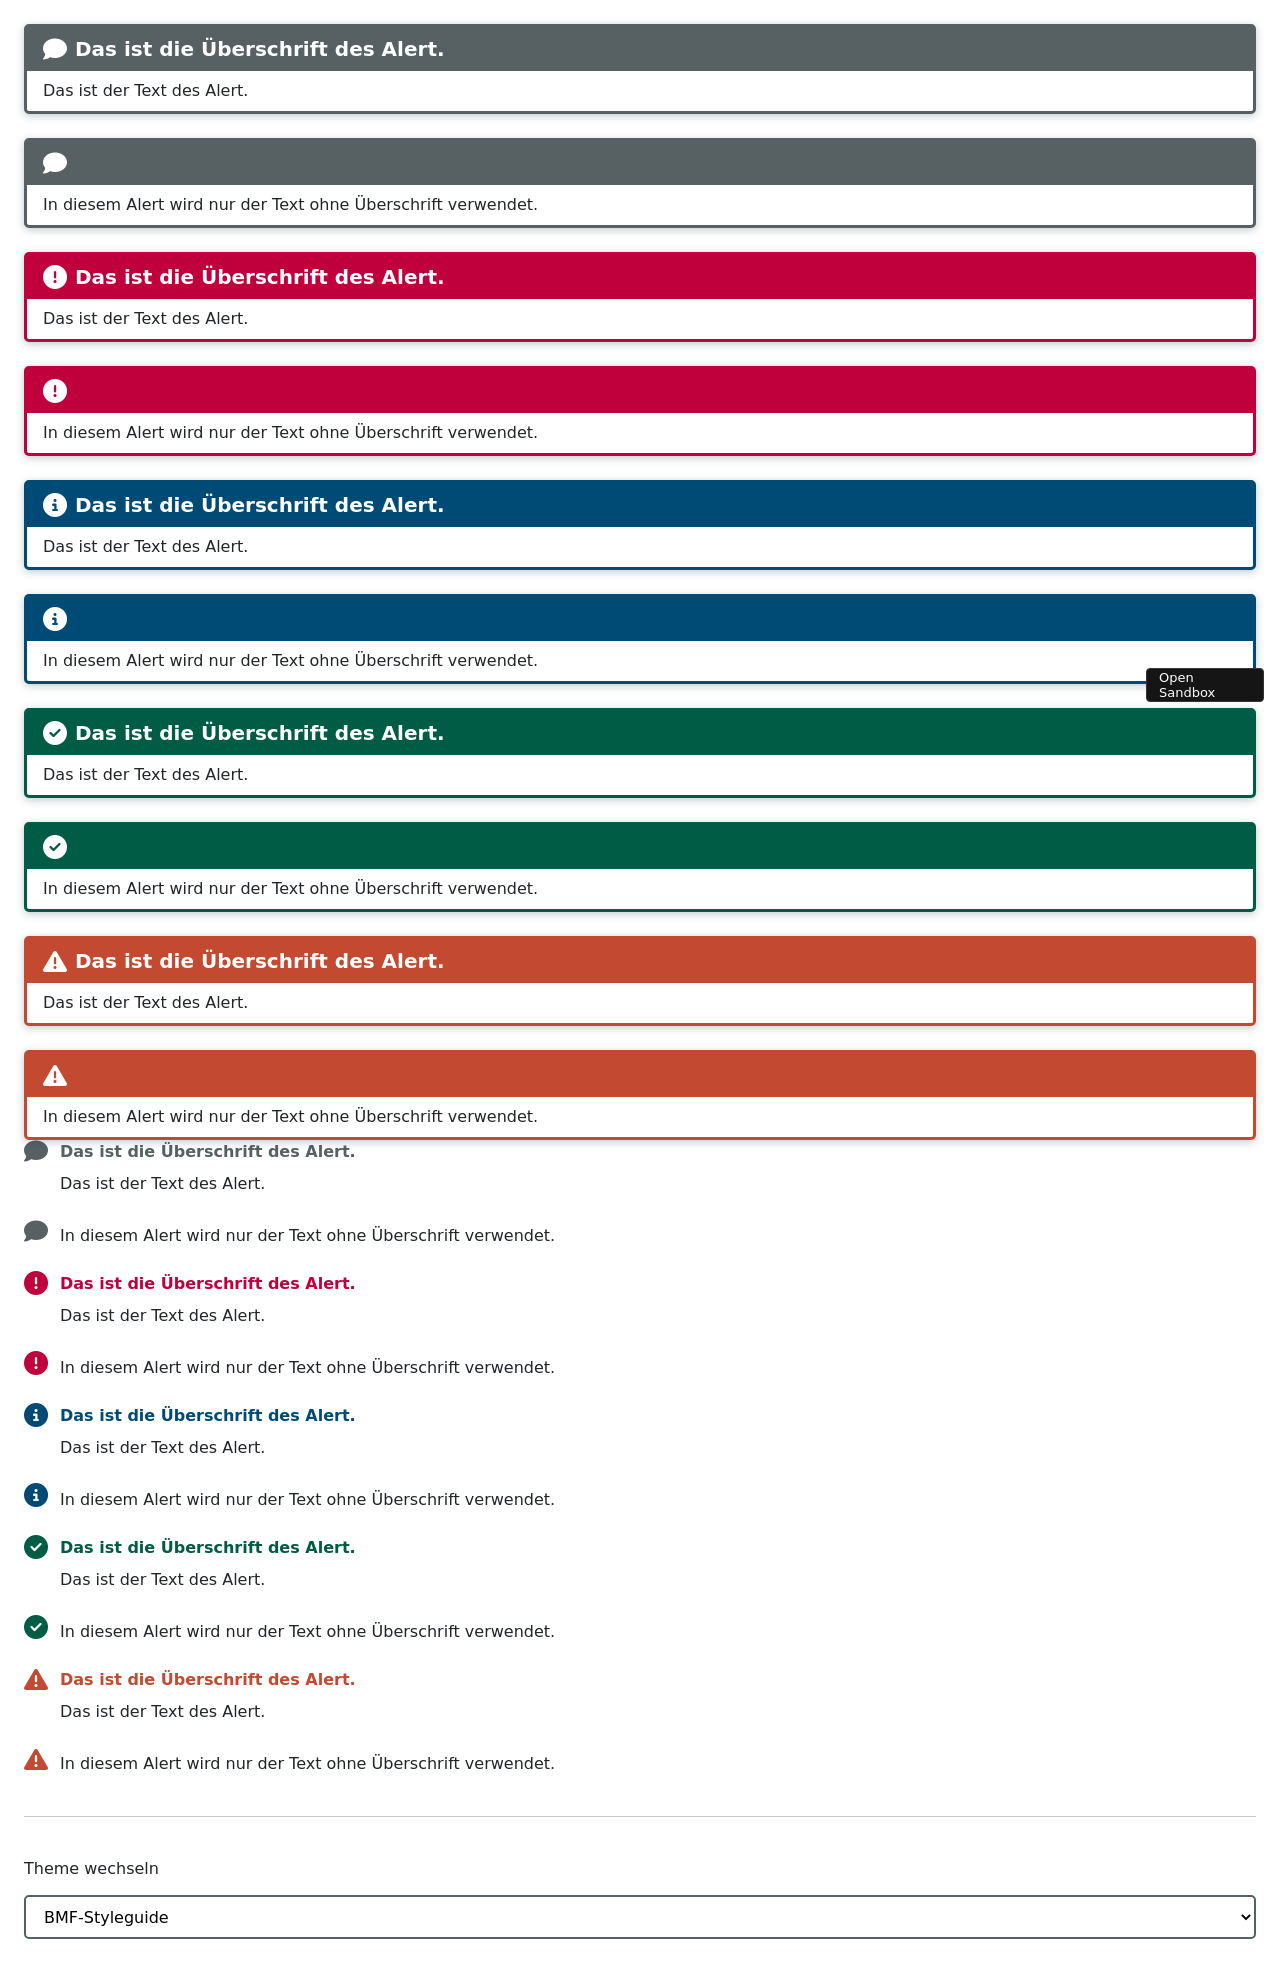 Das ist die Überschrift des Alert.
Das ist der Text des Alert.
In diesem Alert wird nur der Text ohne Überschrift verwendet.
Das ist die Überschrift des Alert.
Das ist der Text des Alert.
In diesem Alert wird nur der Text ohne Überschrift verwendet.
Das ist die Überschrift des Alert.
Das ist der Text des Alert.
In diesem Alert wird nur der Text ohne Überschrift verwendet.
Open
Sandbox
Das ist die Überschrift des Alert.
Das ist der Text des Alert.
In diesem Alert wird nur der Text ohne Überschrift verwendet.
Das ist die Überschrift des Alert.
Das ist der Text des Alert.
In diesem Alert wird nur der Text ohne Überschrift verwendet.
Das ist die Überschrift des Alert.
Das ist der Text des Alert.
In diesem Alert wird nur der Text ohne Überschrift verwendet.
Das ist die Überschrift des Alert.
Das ist der Text des Alert.
In diesem Alert wird nur der Text ohne Überschrift verwendet.
Das ist die Überschrift des Alert.
Das ist der Text des Alert.
In diesem Alert wird nur der Text ohne Überschrift verwendet.
Das ist die Überschrift des Alert.
Das ist der Text des Alert.
In diesem Alert wird nur der Text ohne Überschrift verwendet.
Das ist die Überschrift des Alert.
Das ist der Text des Alert.
In diesem Alert wird nur der Text ohne Überschrift verwendet.
Theme wechseln
BMF-Styleguide